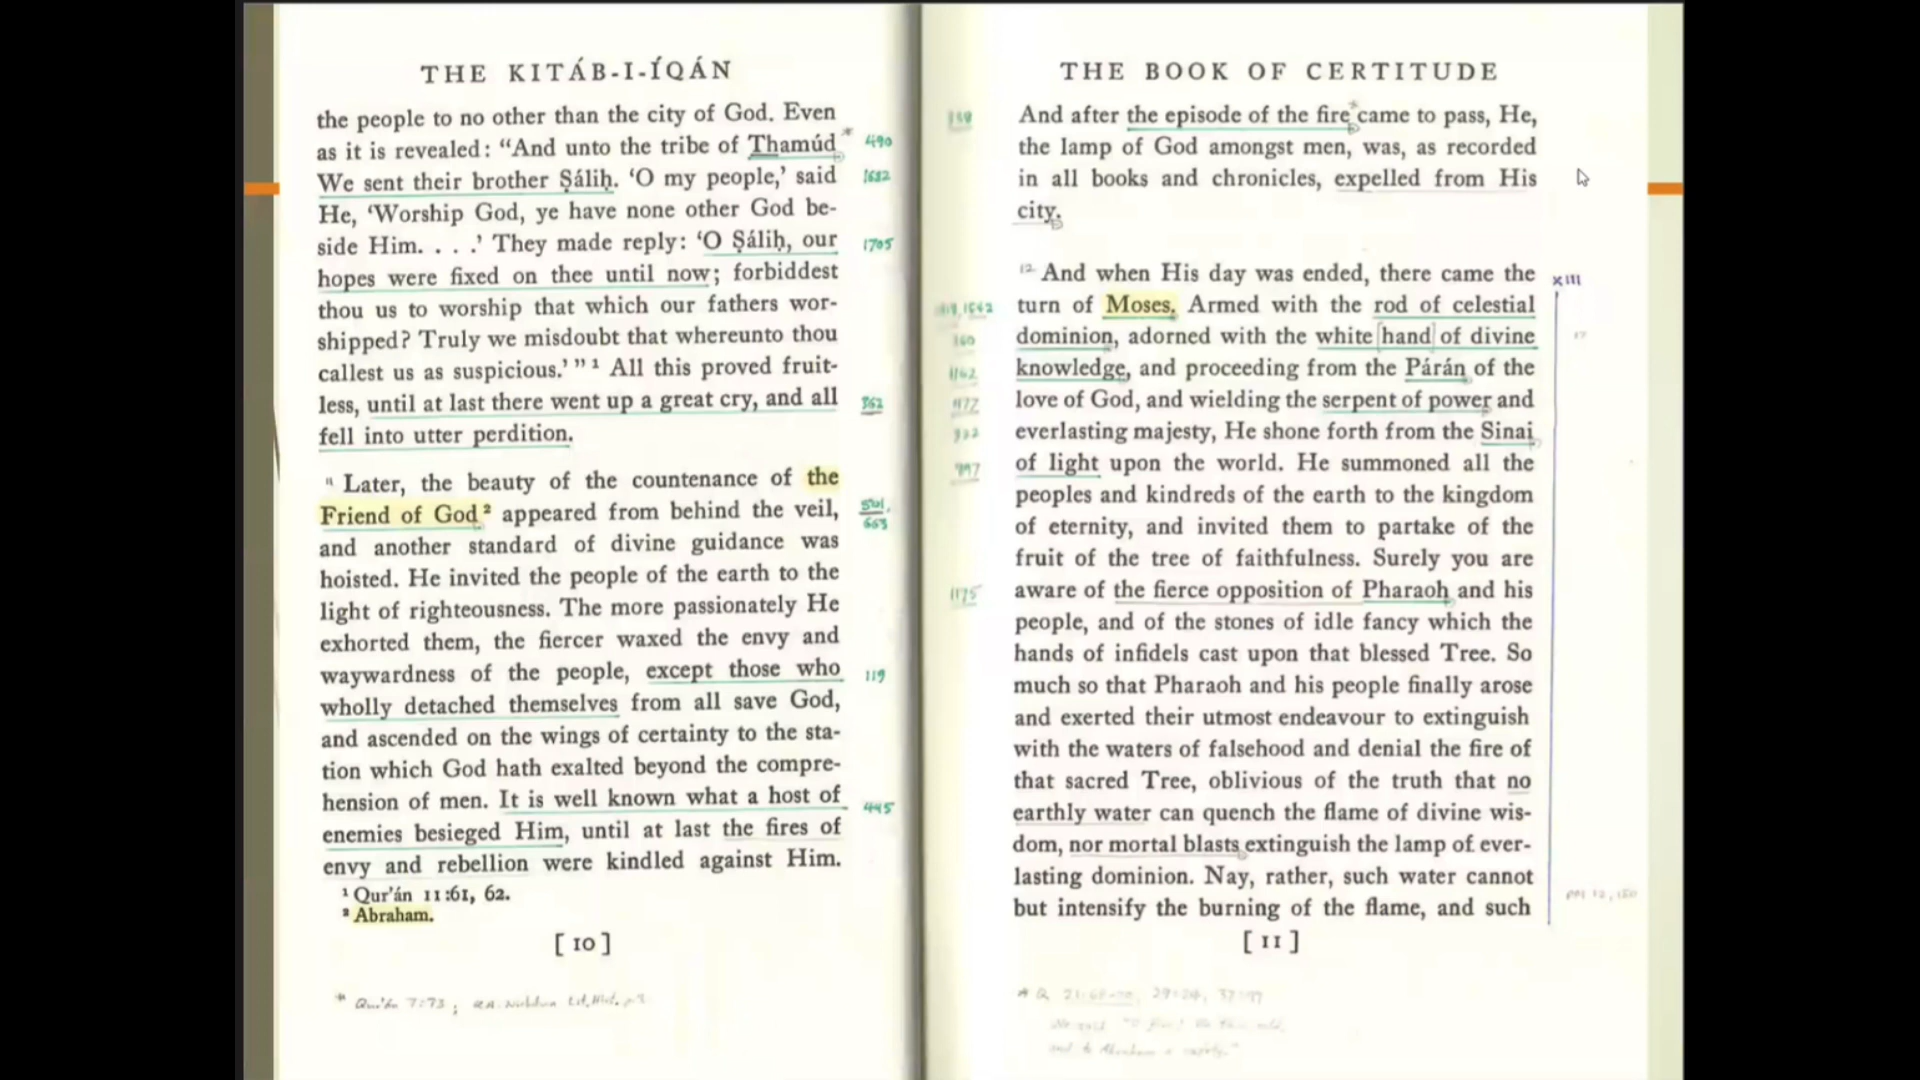 THE KITÁB-I-ÍQÁN
the people to no other than the city of God. Even
as it is revealed: “And unto the tribe of Thamúd * 490
We sent their brother Ṣáliḥ. ‘O my people,’ said 1682
He, ‘Worship God, ye have none other God be-
side Him. . . .’ They made reply: ‘O Ṣáliḥ, our 1705
hopes were fixed on thee until now; forbiddest
thou us to worship that which our fathers wor-
shipped? Truly we misdoubt that whereunto thou
callest us as suspicious.’ ” ¹ All this proved fruit-
less, until at last there went up a great cry, and all 362
fell into utter perdition.
11 Later, the beauty of the countenance of the
Friend of God ² appeared from behind the veil,
and another standard of divine guidance was
hoisted. He invited the people of the earth to the
light of righteousness. The more passionately He
exhorted them, the fiercer waxed the envy and
waywardness of the people, except those who 119
wholly detached themselves from all save God,
and ascended on the wings of certainty to the sta-
tion which God hath exalted beyond the compre-
hension of men. It is well known what a host of 445
enemies besieged Him, until at last the fires of
envy and rebellion were kindled against Him.
¹ Qur’án 11:61, 62.
² Abraham.
[ 10 ]
* Qur'án 7:73 ;
THE BOOK OF CERTITUDE
And after the episode of the fire * came to pass, He,
the lamp of God amongst men, was, as recorded
in all books and chronicles, expelled from His
city.
12 And when His day was ended, there came the XIII
turn of Moses. Armed with the rod of celestial
dominion, adorned with the white [hand] of divine 12
knowledge, and proceeding from the Párán of the
love of God, and wielding the serpent of power and
everlasting majesty, He shone forth from the Sinai
of light upon the world. He summoned all the
peoples and kindreds of the earth to the kingdom
of eternity, and invited them to partake of the
fruit of the tree of faithfulness. Surely you are
1175 aware of the fierce opposition of Pharaoh and his
people, and of the stones of idle fancy which the
hands of infidels cast upon that blessed Tree. So
much so that Pharaoh and his people finally arose
and exerted their utmost endeavour to extinguish
with the waters of falsehood and denial the fire of
that sacred Tree, oblivious of the truth that no
earthly water can quench the flame of divine wis-
dom, nor mortal blasts extinguish the lamp of ever-
lasting dominion. Nay, rather, such water cannot
but intensify the burning of the flame, and such
[ 11 ]